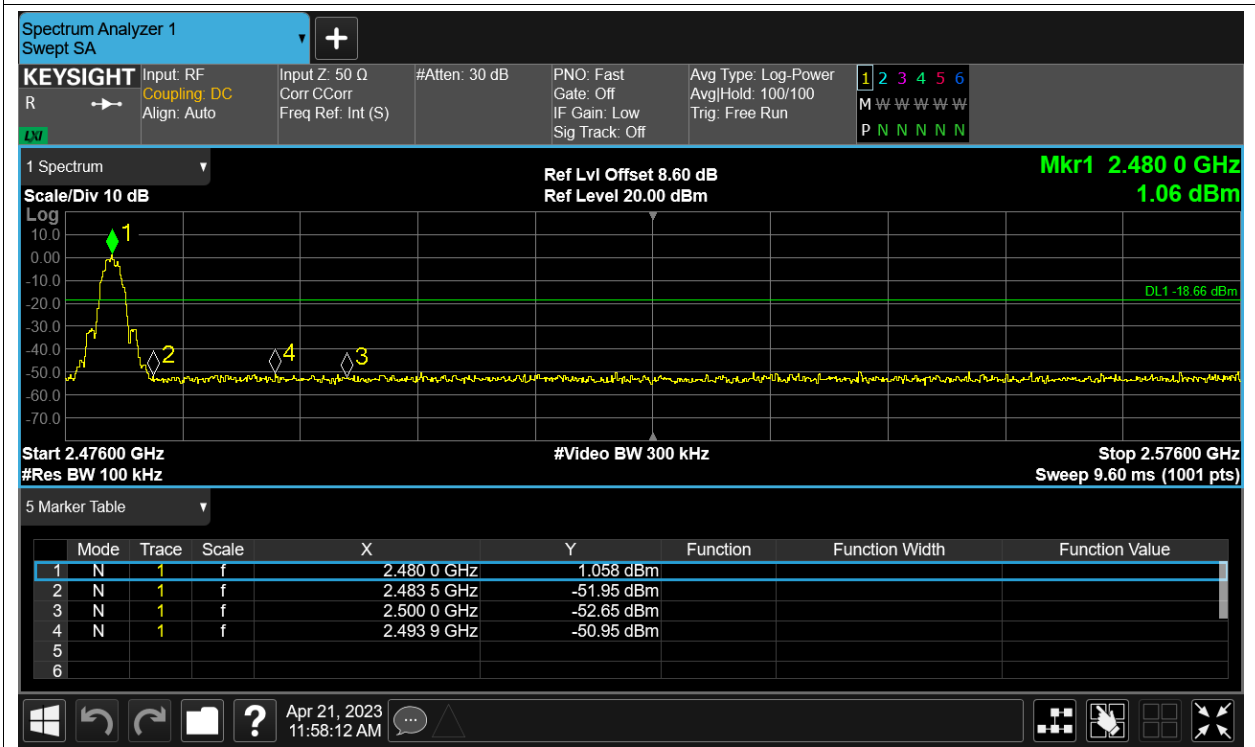 Spectrum Analyzer 1
Swept SA
KEYSIGHT Input: RF Input Z: 50 Ω #Atten: 30 dB PNO: Fast Avg Type: Log-Power 1 2 3 4 5 6
R Coupling: DC Corr CCorr Gate: Off Avg|Hold: 100/100 M W W W W W
Align: Auto Freq Ref: Int (S) IF Gain: Low Trig: Free Run
LXI Sig Track: Off P N N N N N
1 Spectrum Ref Lvl Offset 8.60 dB Mkr1 2.480 0 GHz
Scale/Div 10 dB Ref Level 20.00 dBm 1.06 dBm
Log
10.0 1
0.00
-10.0
DL1 -18.66 dBm
-20.0
-30.0
-40.0 2 4 3
-50.0
-60.0
-70.0
Start 2.47600 GHz #Video BW 300 kHz Stop 2.57600 GHz
#Res BW 100 kHz Sweep 9.60 ms (1001 pts)
5 Marker Table
Mode Trace Scale X Y Function Function Width Function Value
1 N 1 f 2.480 0 GHz 1.058 dBm
2 N 1 f 2.483 5 GHz -51.95 dBm
3 N 1 f 2.500 0 GHz -52.65 dBm
4 N 1 f 2.493 9 GHz -50.95 dBm
5
6
? Apr 21, 2023
11:58:12 AM